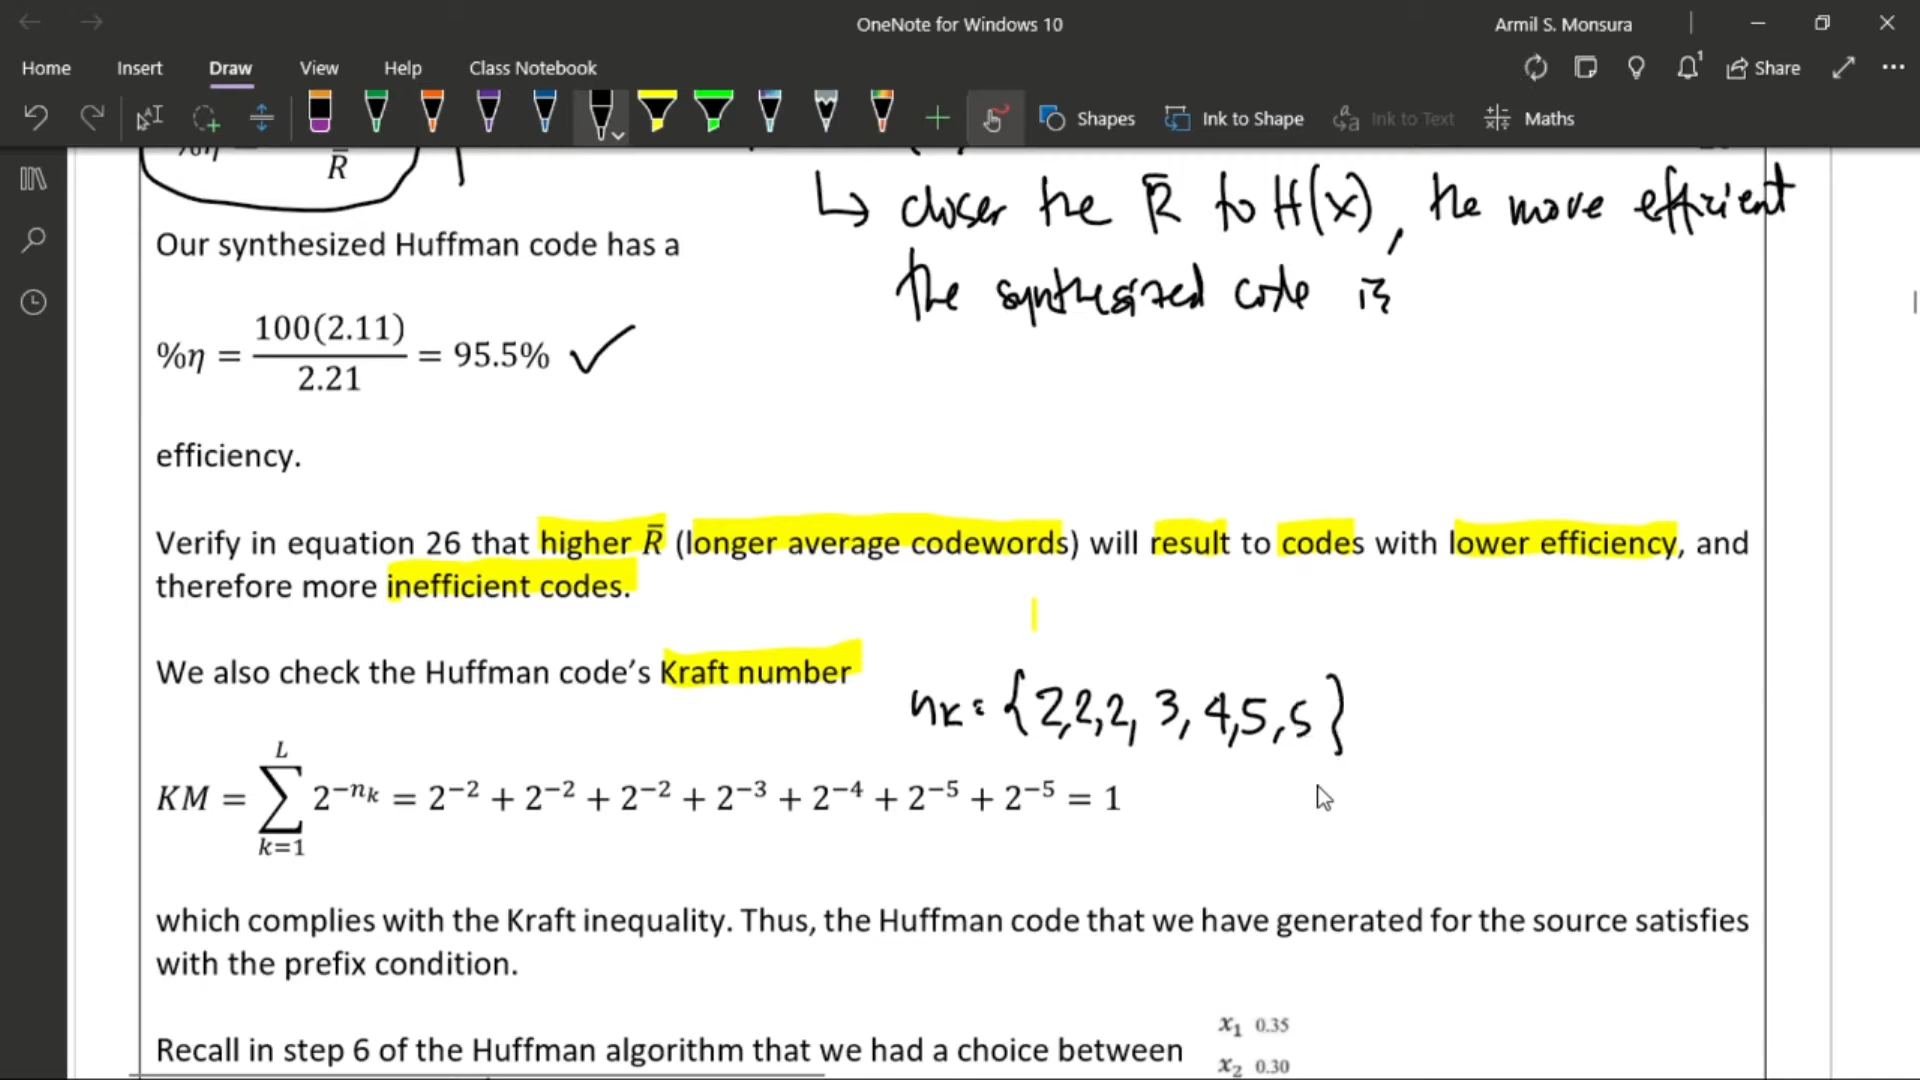 OneNote for Windows 10
Armil S. Monsura
Home Insert Draw View Help Class Notebook
Share
Shapes Ink to Shape Ink to Text Maths
R̄
↳ closer the R̄ to H(x), the more efficient
the synthesized code is
Our synthesized Huffman code has a
%η = 100(2.11)/2.21 = 95.5% ✓
efficiency.
Verify in equation 26 that higher R̄ (longer average codewords) will result to codes with lower efficiency, and
therefore more inefficient codes.
We also check the Huffman code’s Kraft number
nₖ = {2,2,2, 3, 4,5,5}
KM = ∑_{k=1}^{L} 2^{−nₖ} = 2^{−2} + 2^{−2} + 2^{−2} + 2^{−3} + 2^{−4} + 2^{−5} + 2^{−5} = 1
which complies with the Kraft inequality. Thus, the Huffman code that we have generated for the source satisfies
with the prefix condition.
Recall in step 6 of the Huffman algorithm that we had a choice between
x₁ 0.35
x₂ 0.30